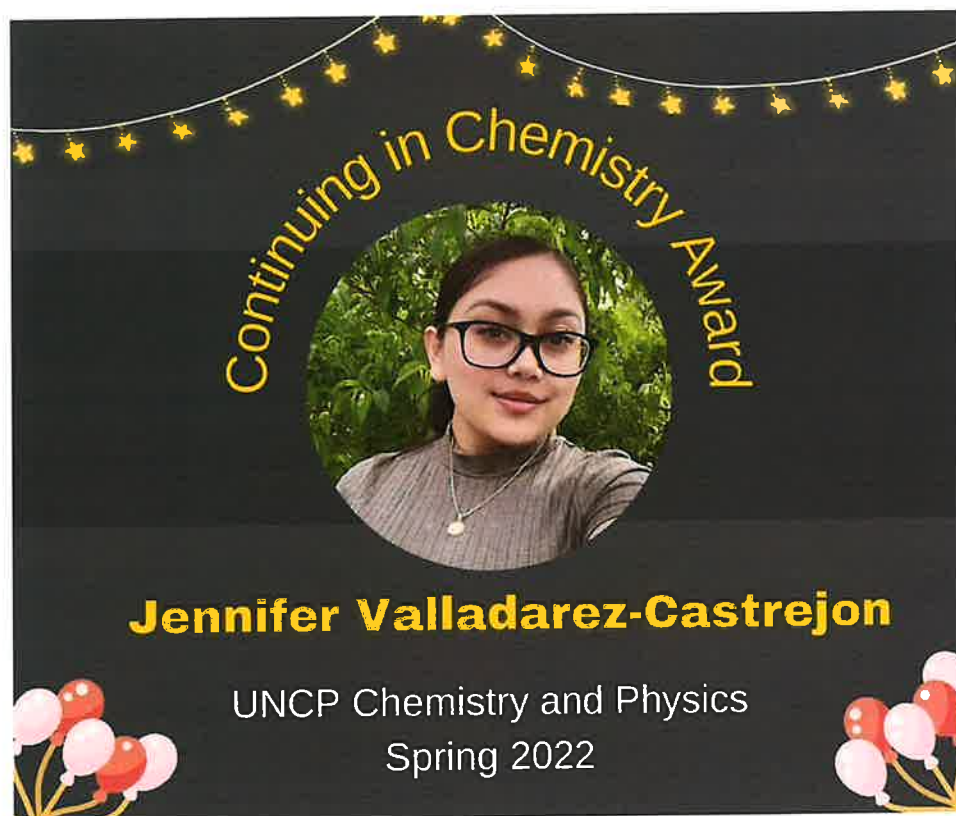 Continuing in Chemistry Award
Jennifer Valladarez-Castrejon
UNCP Chemistry and Physics
Spring 2022